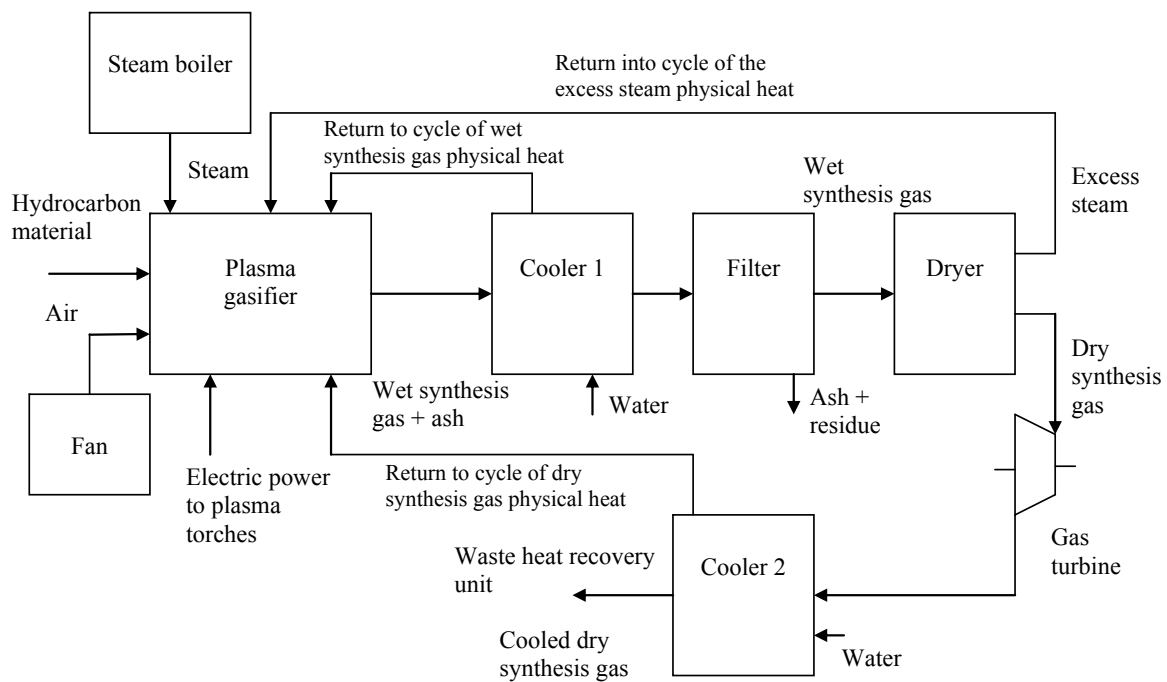 Steam boiler
Return into cycle of the
excess steam physical heat
Return to cycle of wet
synthesis gas physical heat
Steam
Wet
synthesis gas
Excess
steam
Hydrocarbon
material
Plasma
gasifier
Cooler 1
Filter
Dryer
Air
Wet synthesis
gas + ash
Water
Ash +
residue
Dry
synthesis
gas
Fan
Electric power
to plasma
torches
Return to cycle of dry
synthesis gas physical heat
Gas
turbine
Waste heat recovery
unit
Cooler 2
Cooled dry
synthesis gas
Water